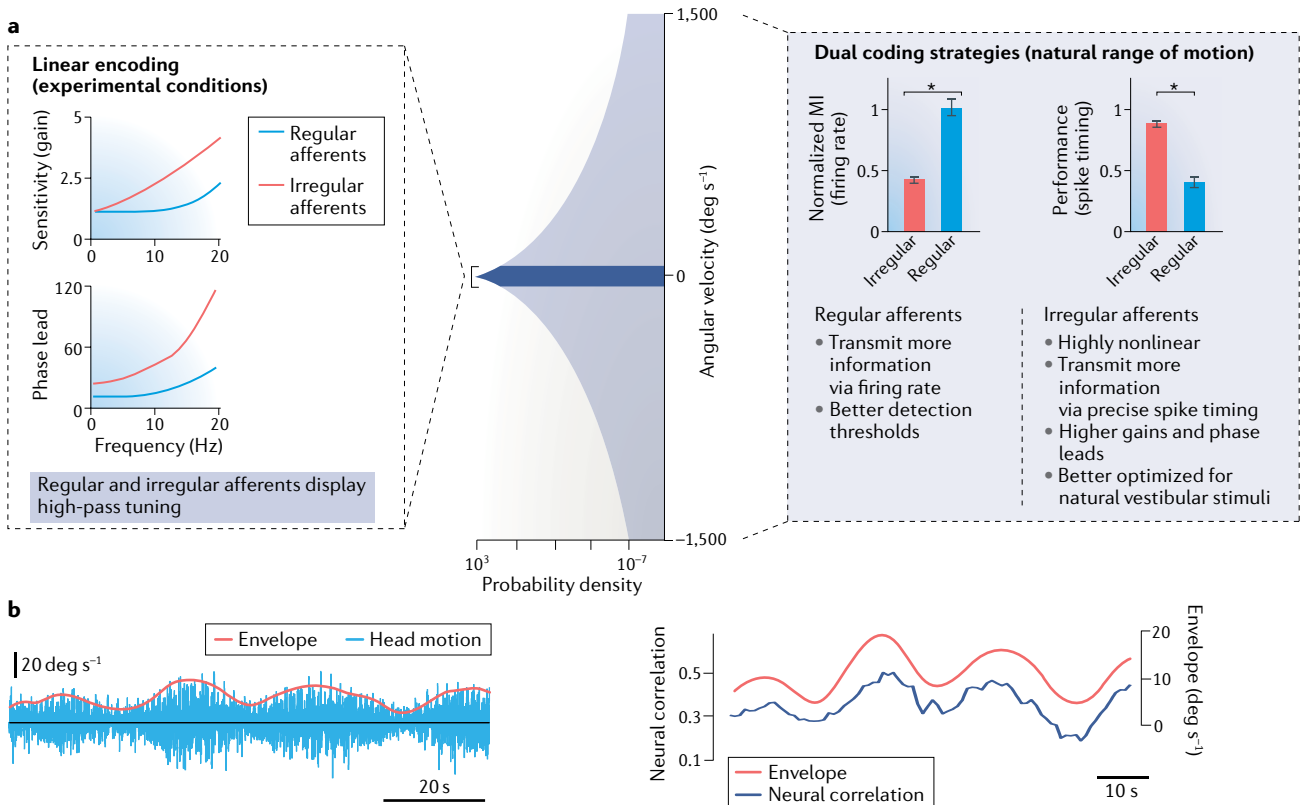 a
Linear encoding
(experimental conditions)
Sensitivity (gain)
5
2.5
0
0
10
20
Regular
afferents
Irregular
afferents
Phase lead
120
60
0
0
10
20
Frequency (Hz)
Regular and irregular afferents display
high-pass tuning
1,500
0
–1,500
Angular velocity (deg s⁻¹)
10³
10⁻⁷
Probability density
Dual coding strategies (natural range of motion)
Normalized MI
(firing rate)
1
0.5
0
*
Irregular
Regular
Performance
(spike timing)
1
0.5
0
*
Irregular
Regular
Regular afferents
• Transmit more
information
via firing rate
• Better detection
thresholds
Irregular afferents
• Highly nonlinear
• Transmit more
information
via precise spike timing
• Higher gains and phase
leads
• Better optimized for
natural vestibular stimuli
b
Envelope
Head motion
20 deg s⁻¹
20 s
Neural correlation
0.5
0.3
0.1
Envelope (deg s⁻¹)
20
10
0
Envelope
Neural correlation
10 s